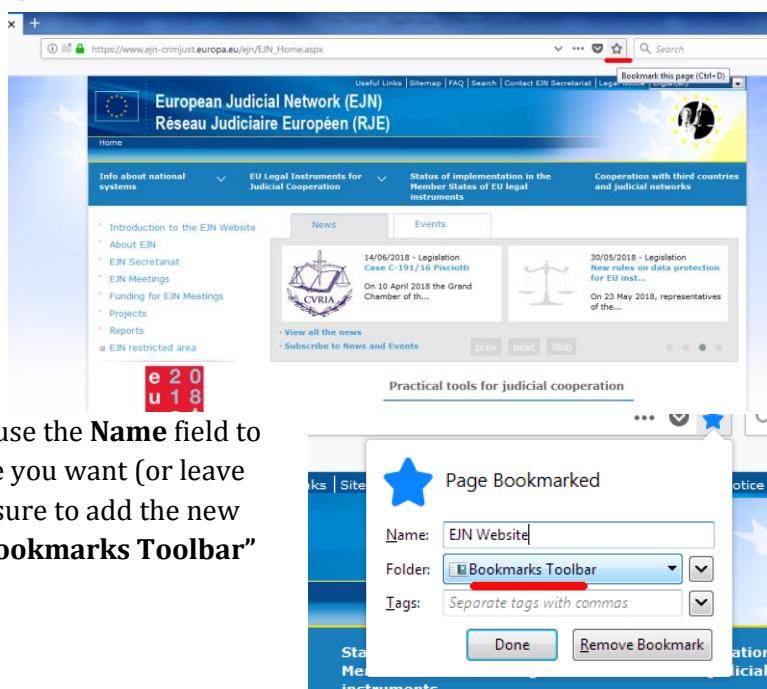 https://www.ejn-crimjust.europa.eu/ejn/EJN_Home.aspx
Search
Bookmark this page (Ctrl+D)
Useful Links | Sitemap | FAQ | Search | Contact EJN Secretariat | Legal Notice
European Judicial Network (EJN)
Réseau Judiciaire Européen (RJE)
Home
Info about national systems
EU Legal Instruments for Judicial Cooperation
Status of implementation in the Member States of EU legal instruments
Cooperation with third countries and judicial networks
Introduction to the EJN Website
About EJN
EJN Secretariat
EJN Meetings
Funding for EJN Meetings
Projects
Reports
EJN restricted area
News
Events
CVRIA
14/06/2018 - Legislation
Case C-191/16 Pisciotti
On 10 April 2018 the Grand
Chamber of th...
30/05/2018 - Legislation
New rules on data protection
for EU inst...
On 23 May 2018, representatives
of the...
View all the news
Subscribe to News and Events
prev next Stop
e 20
u 18
Practical tools for judicial cooperation
use the Name field to
e you want (or leave
sure to add the new
ookmarks Toolbar”
Page Bookmarked
Name: EJN Website
Folder: Bookmarks Toolbar
Tags: Separate tags with commas
Done
Remove Bookmark